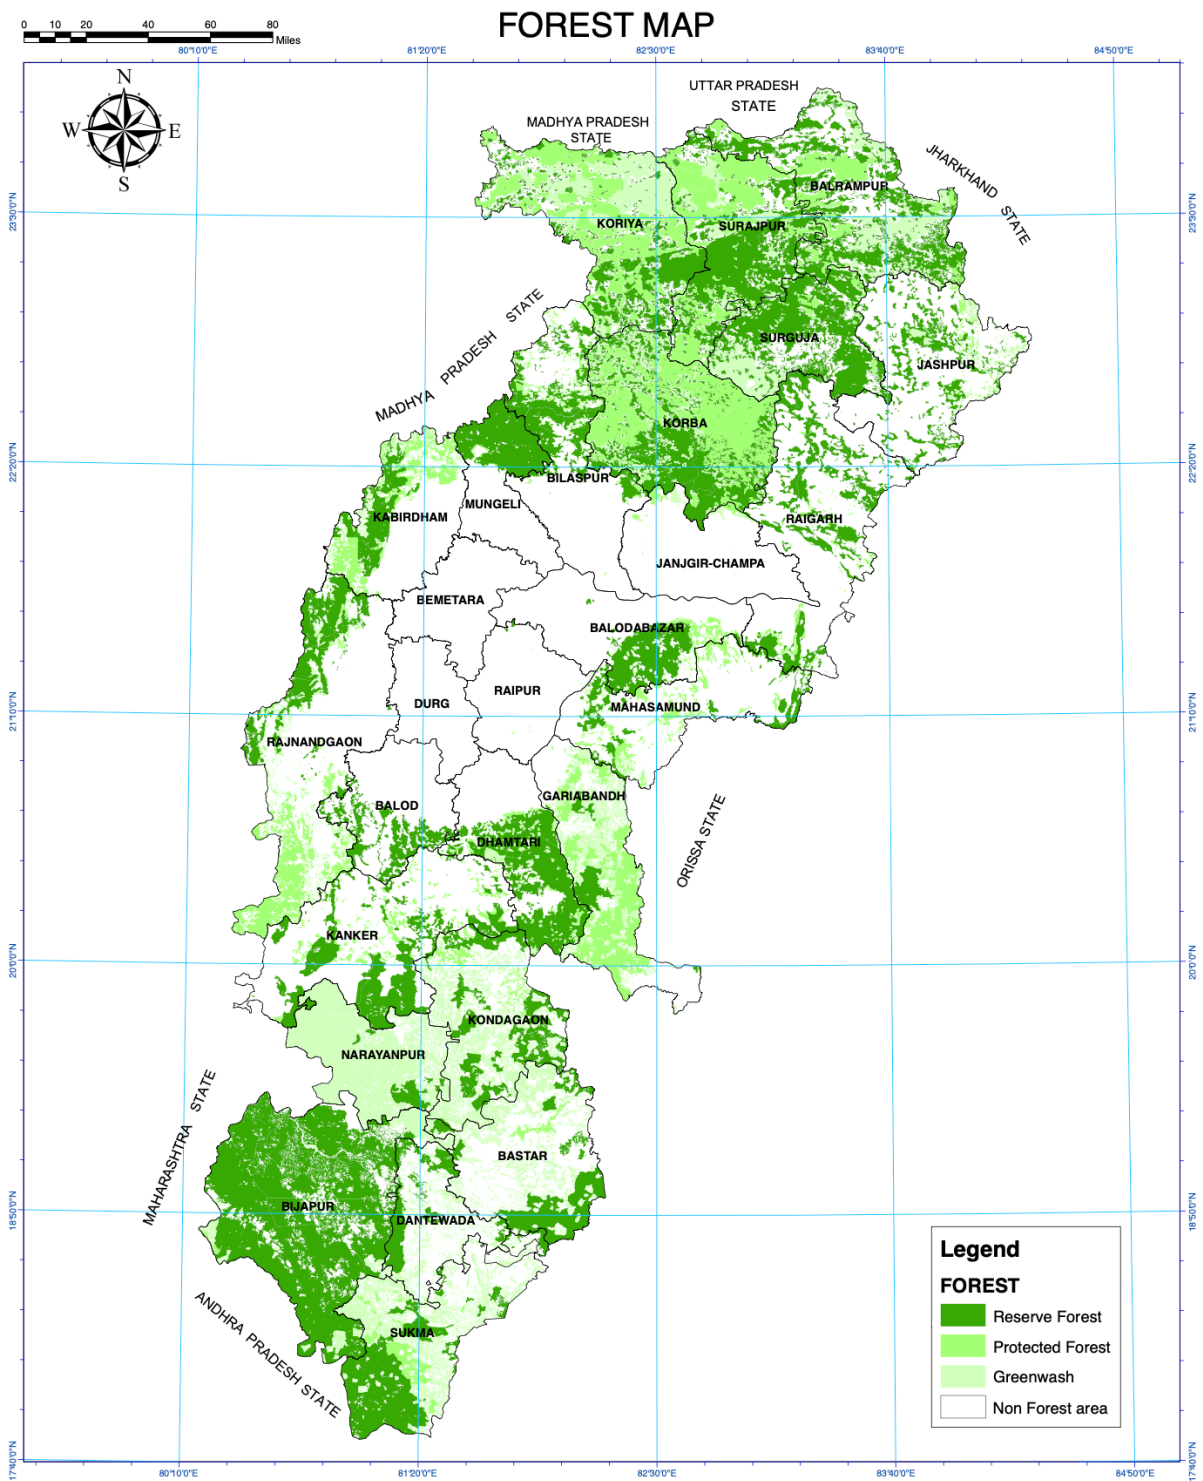 FOREST MAP
0 10 20 40 60 80
Miles
80°10'0"E 81°20'0"E 82°30'0"E 83°40'0"E 84°50'0"E
N
W E
S
UTTAR PRADESH
STATE
MADHYA PRADESH
STATE
JHARKHAND STATE
BALRAMPUR
23°30'0"N 23°30'0"N
KORIYA
SURAJPUR
MADHYA PRADESH STATE
SURGUJA
JASHPUR
KORBA
22°20'0"N 22°20'0"N
BILASPUR
MUNGELI
KABIRDHAM
RAIGARH
JANJGIR-CHAMPA
BEMETARA
BALODABAZAR
RAIPUR
DURG
MAHASAMUND
21°10'0"N 21°10'0"N
RAJNANDGAON
GARIABANDH
BALOD
DHAMTARI
ORISSA STATE
KANKER
20°0'0"N 20°0'0"N
KONDAGAON
NARAYANPUR
MAHARASHTRA STATE
BASTAR
BIJAPUR
DANTEWADA
18°50'0"N 18°50'0"N
ANDHRA PRADESH STATE
SUKMA
Legend
FOREST
Reserve Forest
Protected Forest
Greenwash
Non Forest area
17°40'0"N 17°40'0"N
80°10'0"E 81°20'0"E 82°30'0"E 83°40'0"E 84°50'0"E